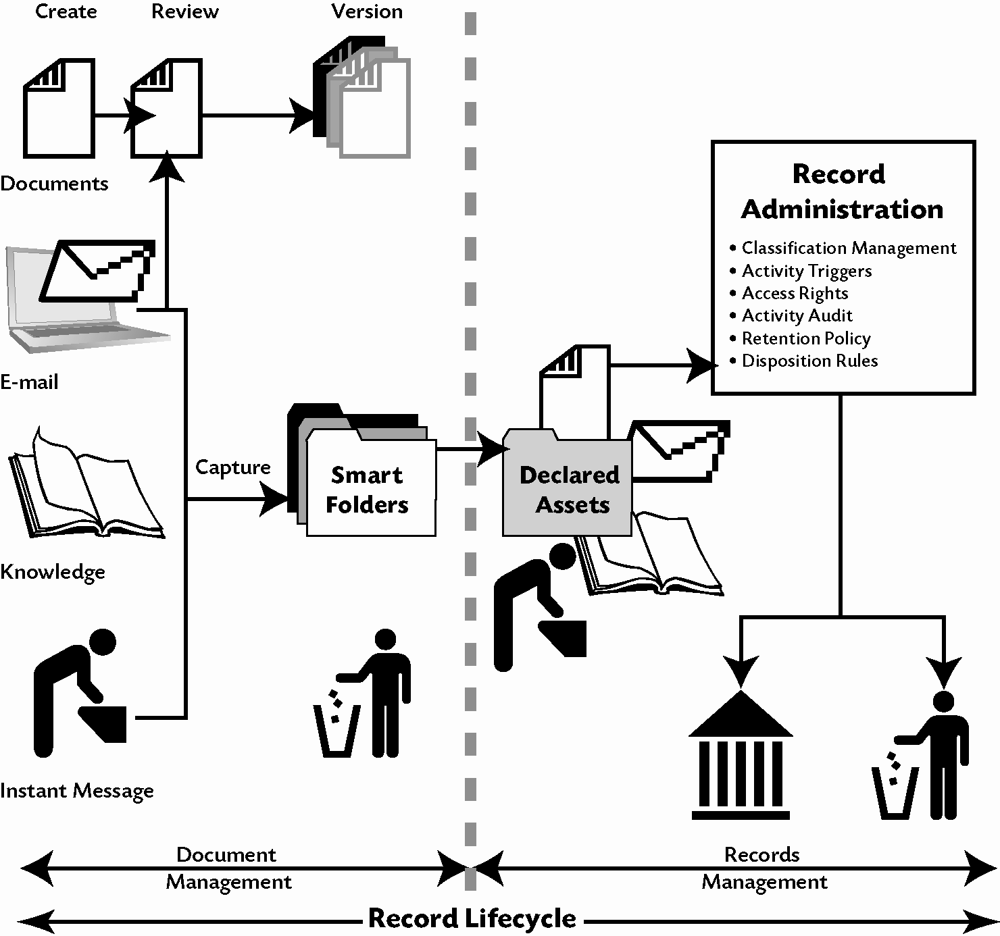 Create
Review
Version
Documents
E-mail
Knowledge
Instant Message
Capture
Smart
Folders
Declared
Assets
Record
Administration
• Classification Management
• Activity Triggers
• Access Rights
• Activity Audit
• Retention Policy
• Disposition Rules
Document
Management
Records
Management
Record Lifecycle